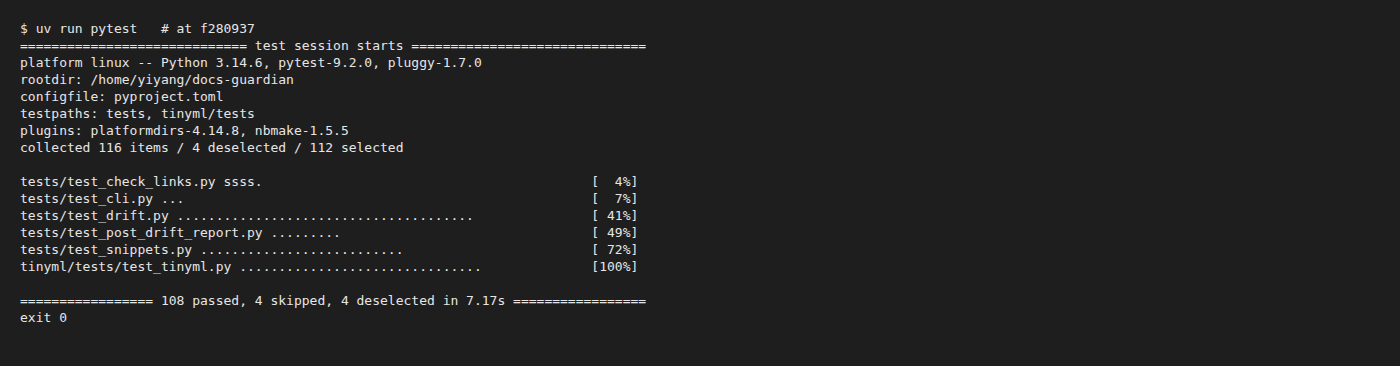 $ uv run pytest   # at f280937
============================= test session starts ==============================
platform linux -- Python 3.14.6, pytest-9.2.0, pluggy-1.7.0
rootdir: /home/yiyang/docs-guardian
configfile: pyproject.toml
testpaths: tests, tinyml/tests
plugins: platformdirs-4.14.8, nbmake-1.5.5
collected 116 items / 4 deselected / 112 selected

tests/test_check_links.py ssss.                                          [  4%]
tests/test_cli.py ...                                                    [  7%]
tests/test_drift.py ......................................               [ 41%]
tests/test_post_drift_report.py .........                                [ 49%]
tests/test_snippets.py ..........................                        [ 72%]
tinyml/tests/test_tinyml.py ...............................              [100%]

================= 108 passed, 4 skipped, 4 deselected in 7.17s =================
exit 0